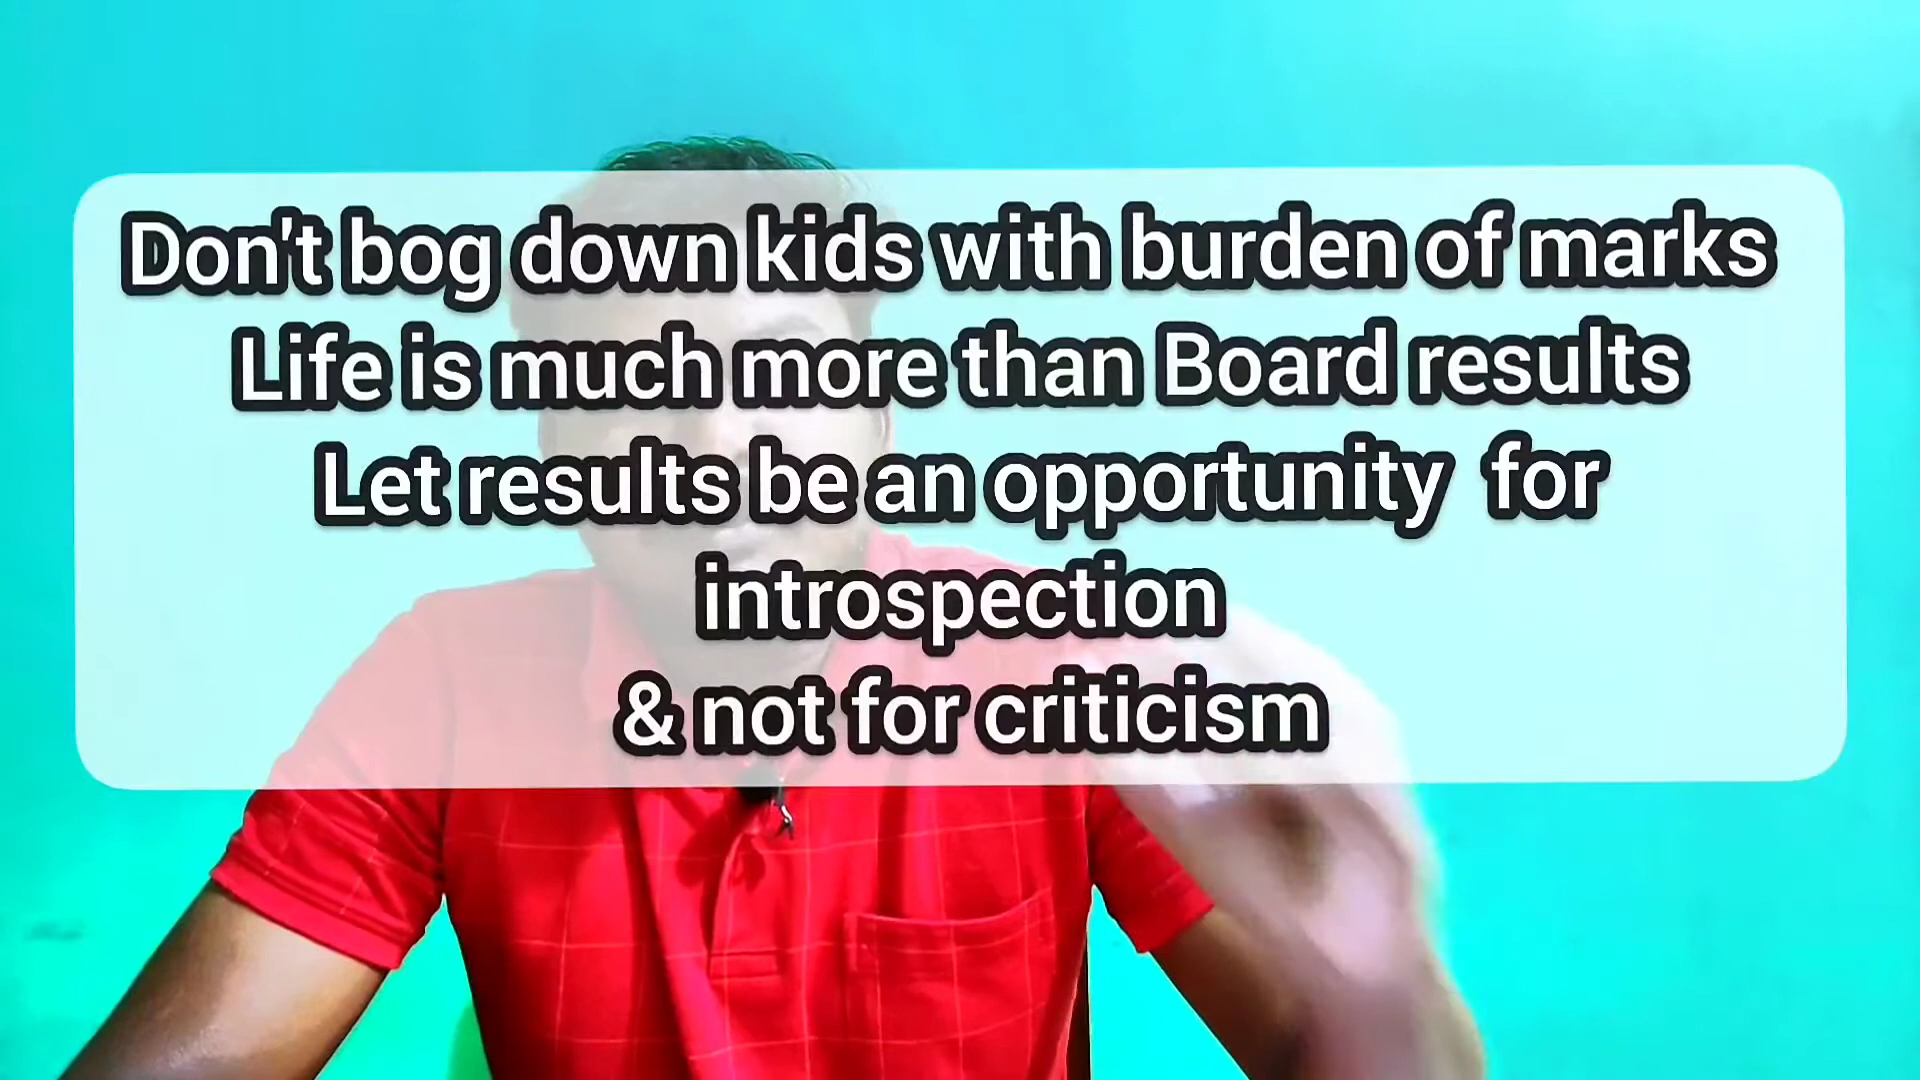 Don't bog down kids with burden of marks
Life is much more than Board results
Let results be an opportunity for
introspection
& not for criticism